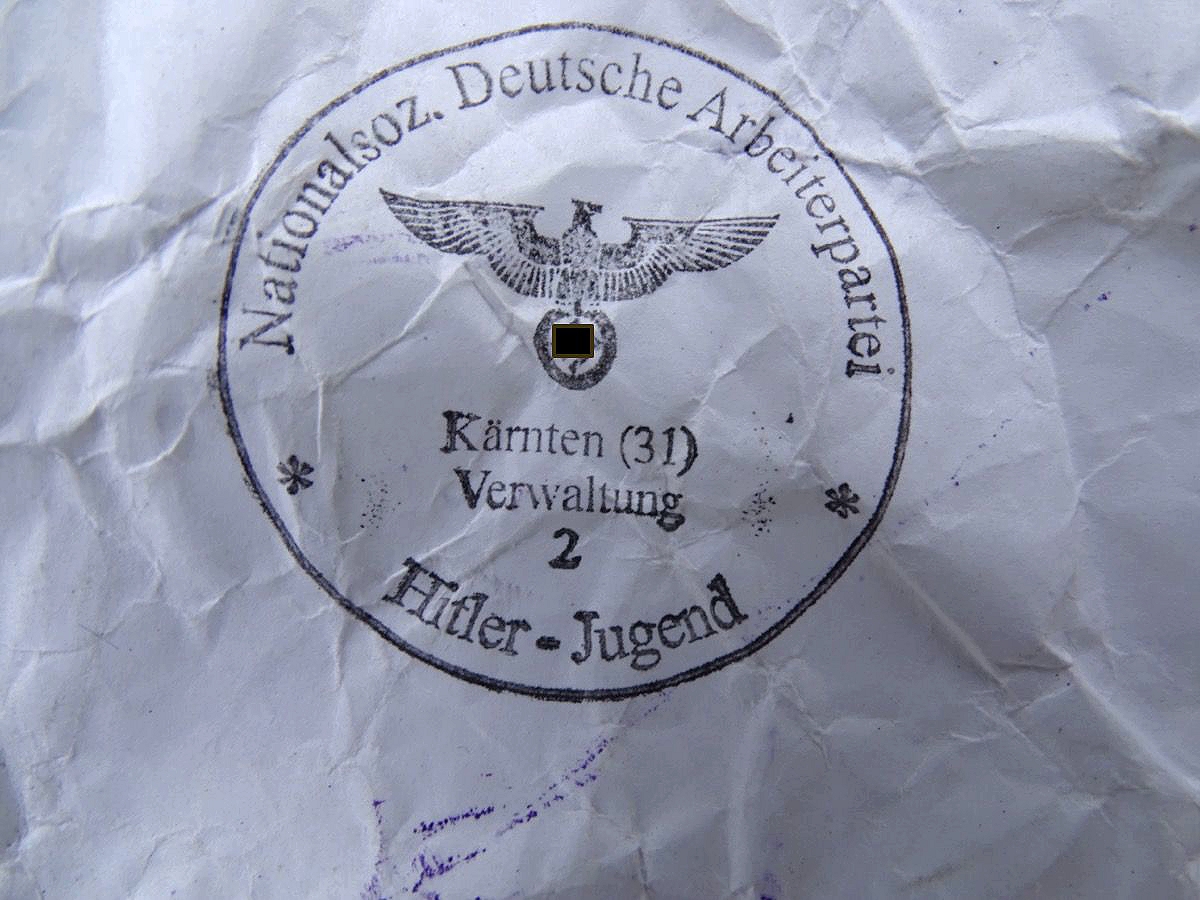 Nationalsoz. Deutsche Arbeiterpartei
Kärnten (31)
Verwaltung
2
Hitler - Jugend